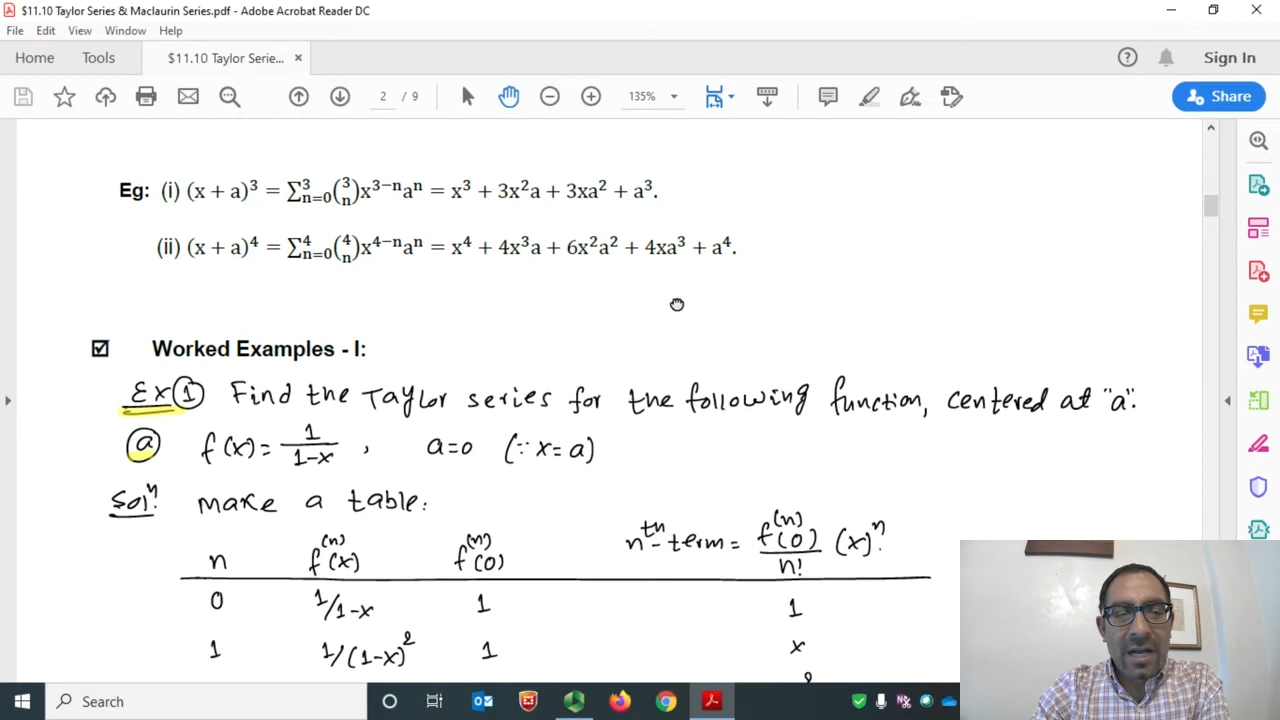 $11.10 Taylor Series & Maclaurin Series.pdf - Adobe Acrobat Reader DC
File Edit View Window Help
Home Tools $11.10 Taylor Serie... × Sign In
2 / 9 135% Share
Eg: (i) (x + a)³ = ∑³ₙ₌₀ (³ₙ)x³⁻ⁿaⁿ = x³ + 3x²a + 3xa² + a³.
(ii) (x + a)⁴ = ∑⁴ₙ₌₀ (⁴ₙ)x⁴⁻ⁿaⁿ = x⁴ + 4x³a + 6x²a² + 4xa³ + a⁴.
Worked Examples - I:
Ex 1 Find the Taylor series for the following function, centered at "a".
a f(x) = 1/1-x , a=0 (∵ x=a)
Solⁿ: Make a table:
n f⁽ⁿ⁾(x) f⁽ⁿ⁾(0) nᵗʰ-term = f⁽ⁿ⁾(0)/n! (x)ⁿ.
0 1/1-x 1 1
1 1/(1-x)² 1 x
Search